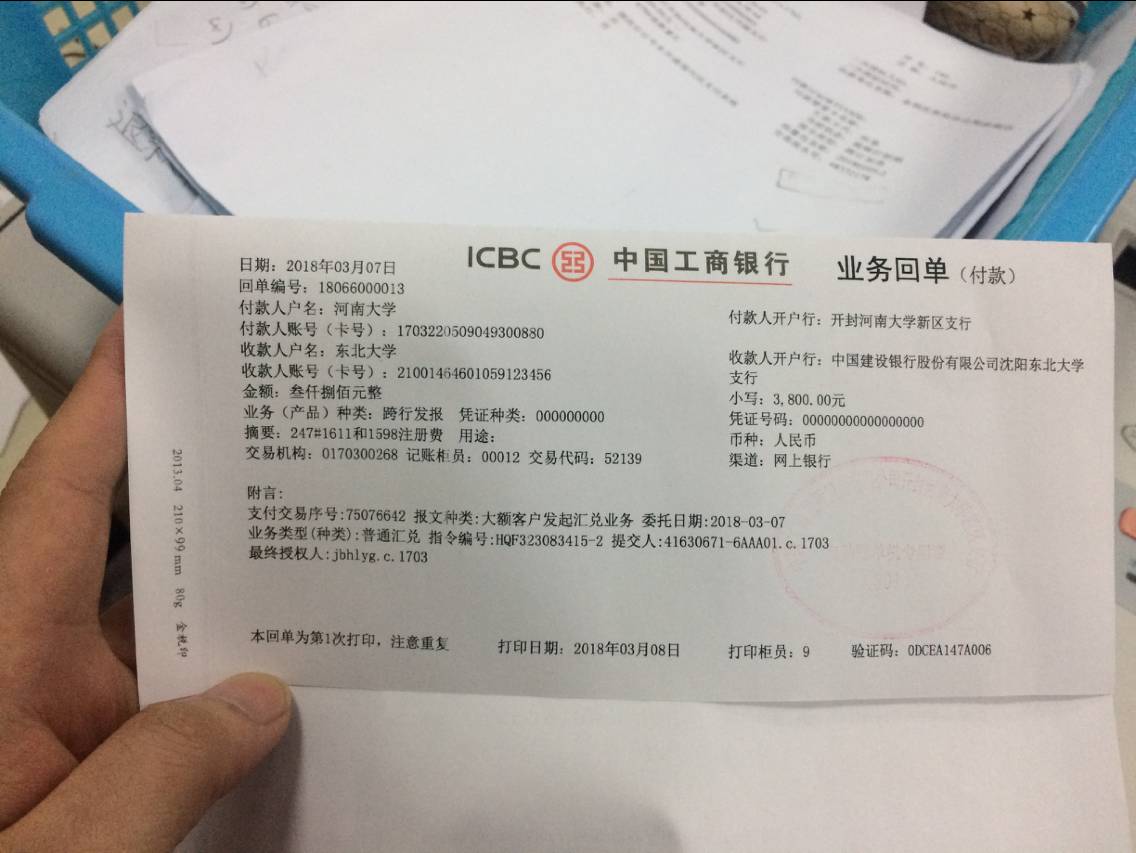 ICBC 中国工商银行 业务回单（付款）
日期：2018年03月07日
回单编号：18066000013
付款人户名：河南大学 付款人开户行：开封河南大学新区支行
付款人账号（卡号）：1703220509049300880
收款人户名：东北大学 收款人开户行：中国建设银行股份有限公司沈阳东北大学
支行
收款人账号（卡号）：21001464601059123456
金额：叁仟捌佰元整 小写：3,800.00元
业务（产品）种类：跨行发报 凭证种类：000000000 凭证号码：00000000000000000
摘要：247#1611和1598注册费 用途： 币种：人民币
交易机构：0170300268 记账柜员：00012 交易代码：52139 渠道：网上银行
附言：
支付交易序号:75076642 报文种类:大额客户发起汇兑业务 委托日期:2018-03-07
业务类型(种类):普通汇兑 指令编号:HQF323083415-2 提交人:41630671-6AAA01.c.1703
最终授权人:jbhlyg.c.1703
本回单为第1次打印，注意重复 打印日期：2018年03月08日 打印柜员：9 验证码：0DCEA147A006
2013.04 210×99 mm 80g